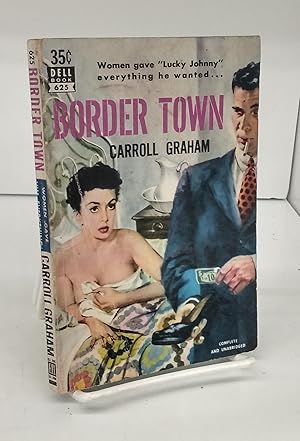 35¢
DELL
BOOK
625
Women gave "Lucky Johnny"
everything he wanted...
BORDER TOWN
CARROLL GRAHAM
COMPLETE
AND UNABRIDGED
625
BORDER TOWN
CARROLL GRAHAM